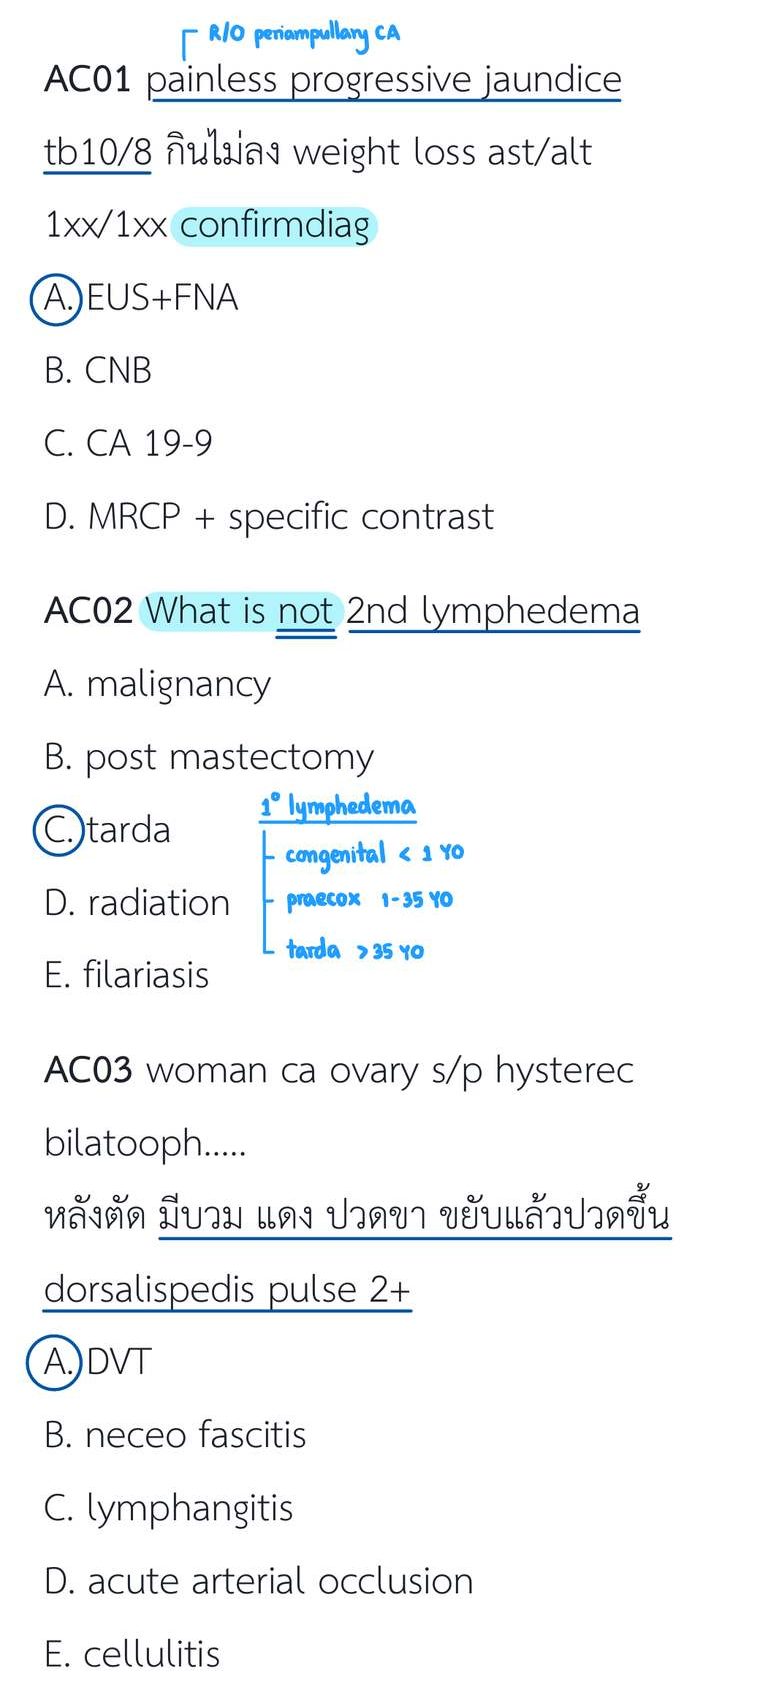 R/O periampullary CA
AC01 painless progressive jaundice
tb10/8 กินไม่ลง weight loss ast/alt
1xx/1xx confirmdiag
A. EUS+FNA
B. CNB
C. CA 19-9
D. MRCP + specific contrast
AC02 What is not 2nd lymphedema
A. malignancy
B. post mastectomy
C. tarda
D. radiation
E. filariasis
1° lymphedema
congenital < 1 YO
praecox 1-35 YO
tarda >35 YO
AC03 woman ca ovary s/p hysterec
bilatooph.....
หลังตัด มีบวม แดง ปวดขา ขยับแล้วปวดขึ้น
dorsalispedis pulse 2+
A. DVT
B. neceo fascitis
C. lymphangitis
D. acute arterial occlusion
E. cellulitis